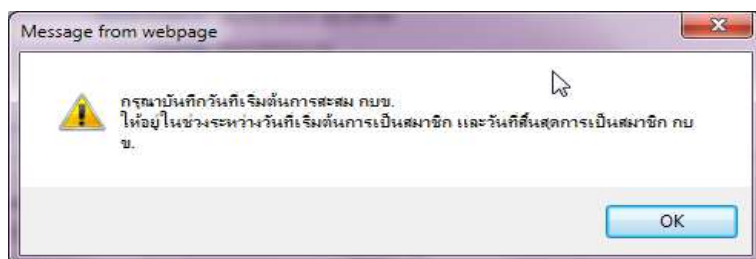 Message from webpage
กรุณาบันทึกวันที่เริ่มต้นการสะสม กบข.
ให้อยู่ในช่วงระหว่างวันที่เริ่มต้นการเป็นสมาชิก และวันที่สิ้นสุดการเป็นสมาชิก กบ
ข.
OK